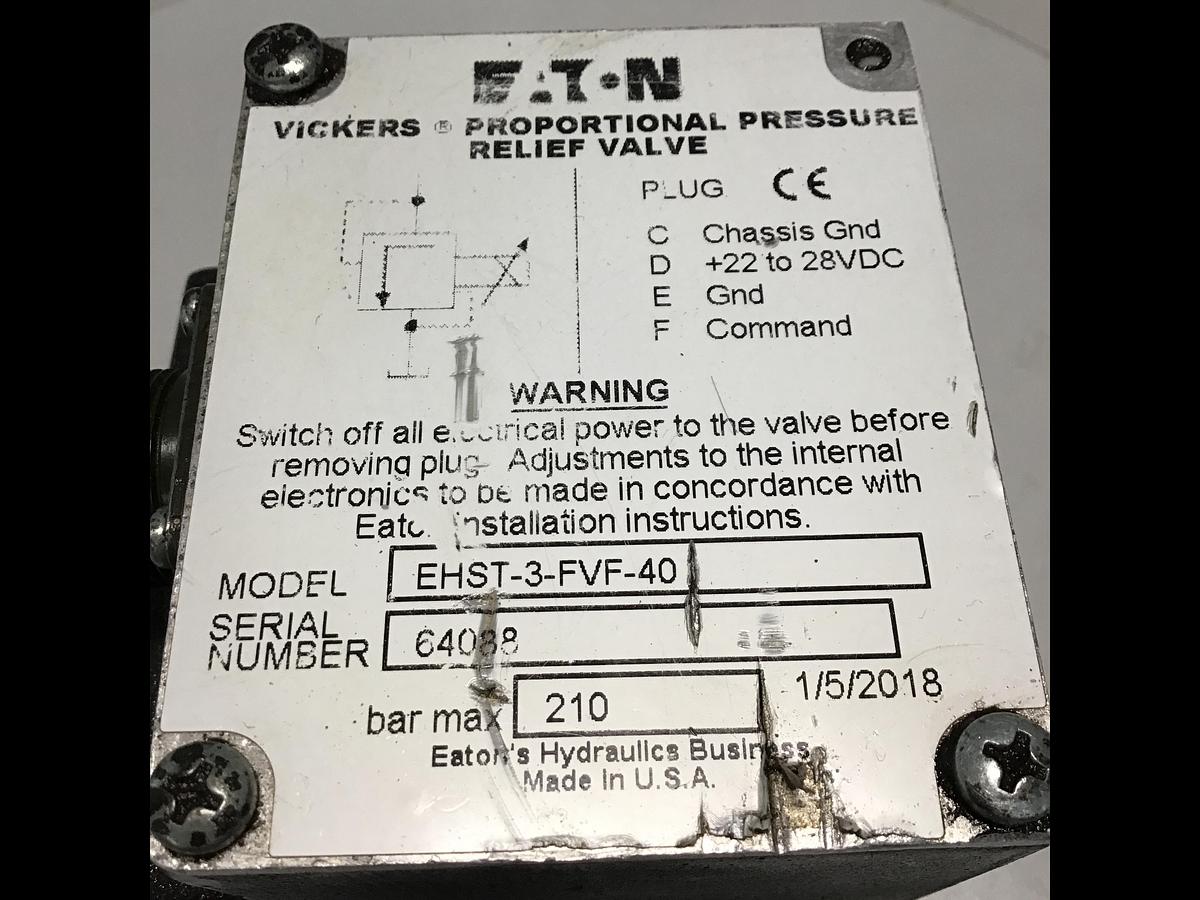 EATON
VICKERS ® PROPORTIONAL PRESSURE
RELIEF VALVE
PLUG CE
C Chassis Gnd
D +22 to 28VDC
E Gnd
F Command
WARNING
Switch off all electrical power to the valve before
removing plug. Adjustments to the internal
electronics to be made in concordance with
Eaton installation instructions.
MODEL EHST-3-FVF-40
SERIAL
NUMBER
bar max 210
1/5/2018
Eaton's Hydraulics Business
Made In U.S.A.